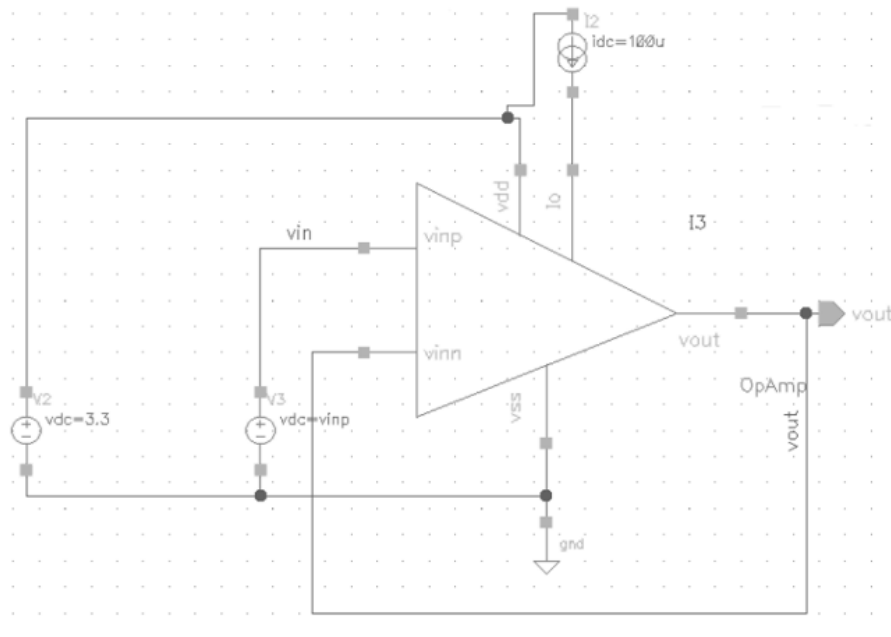 I2
idc=100u
vdd
Io
I3
vin
vinp
vout
vout
vinn
OpAmp
V2
V3
vss
vdc=3.3
vdc=vinp
vout
gnd